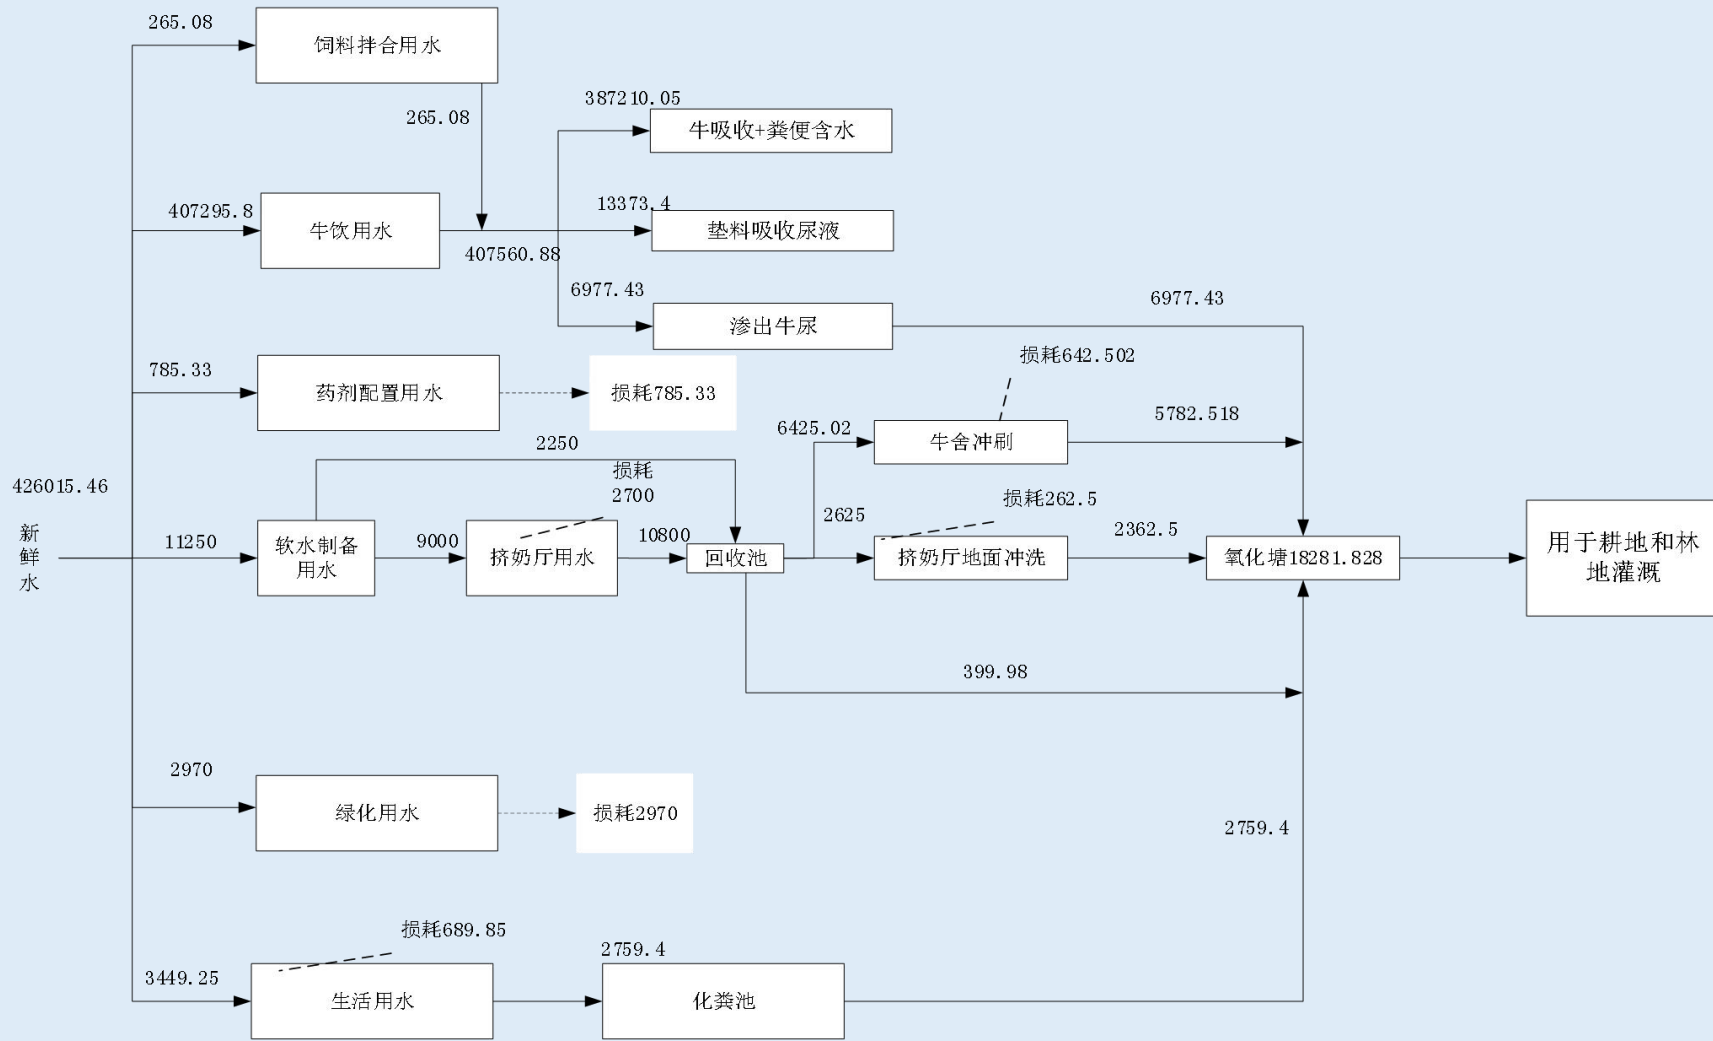 265.08
饲料拌合用水
265.08
387210.05
牛吸收+粪便含水
407295.8
牛饮用水
407560.88
13373.4
垫料吸收尿液
6977.43
渗出牛尿
6977.43
785.33
药剂配置用水
损耗785.33
损耗642.502
6425.02
牛舍冲刷
5782.518
2250
损耗
2700
426015.46
新
鲜
水
11250
软水制备
用水
9000
挤奶厅用水
10800
回收池
2625
损耗262.5
挤奶厅地面冲洗
2362.5
氧化塘18281.828
用于耕地和林
地灌溉
399.98
2970
绿化用水
损耗2970
2759.4
损耗689.85
3449.25
生活用水
2759.4
化粪池